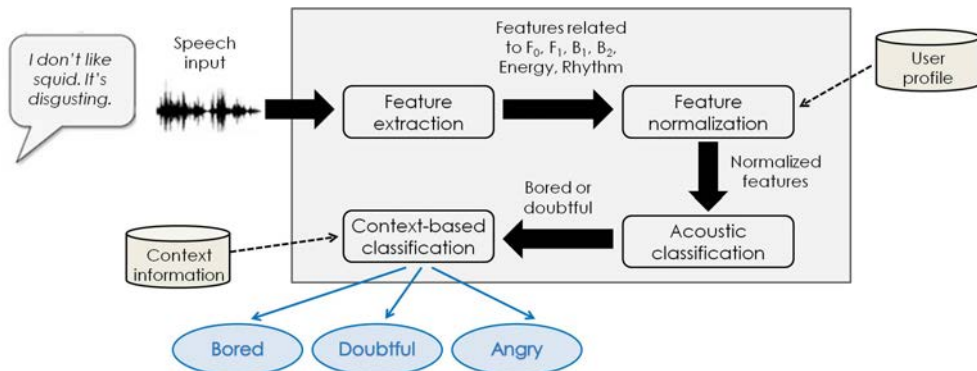 I don't like
squid. It's
disgusting.
Speech
input
Features related
to F₀, F₁, B₁, B₂,
Energy, Rhythm
User
profile
Feature
extraction
Feature
normalization
Normalized
features
Bored or
doubtful
Context-based
classification
Acoustic
classification
Context
information
Bored
Doubtful
Angry